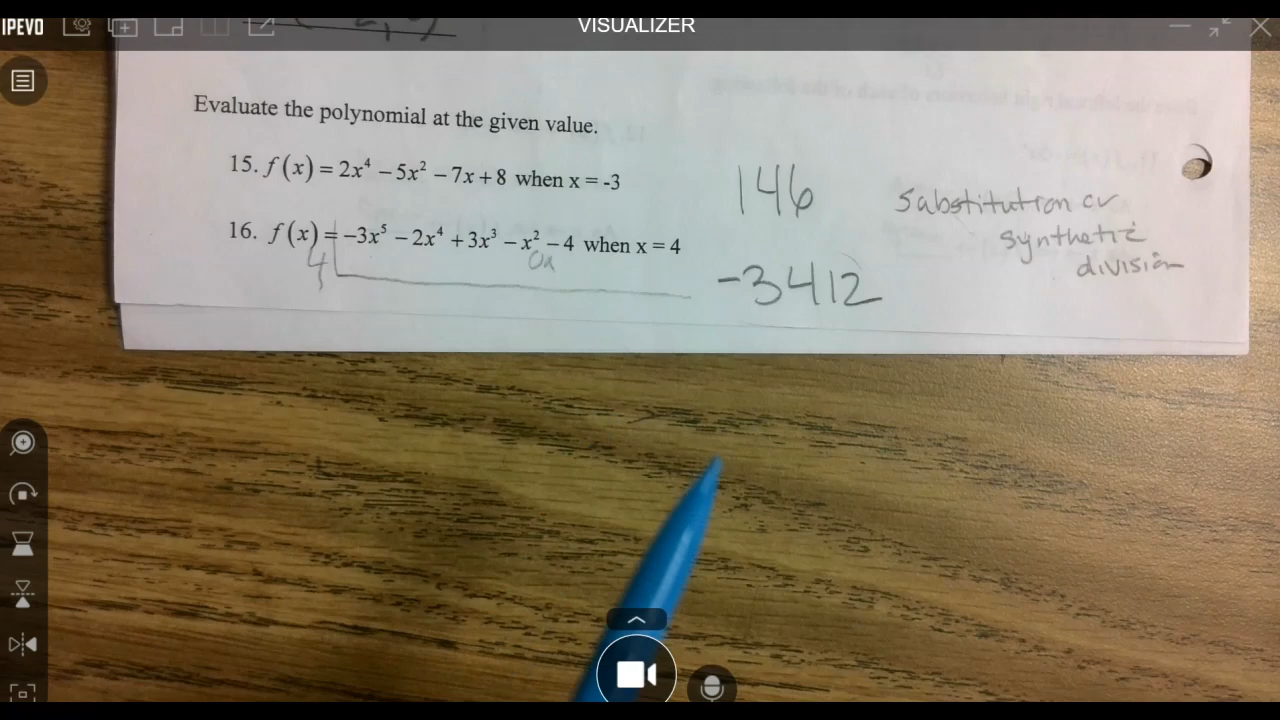 IPEVO
VISUALIZER
Evaluate the polynomial at the given value.
15. f(x) = 2x⁴ − 5x² − 7x + 8 when x = -3
146
16. f(x) = −3x⁵ − 2x⁴ + 3x³ − x² − 4 when x = 4
4
0x
-3412
substitution or
synthetic
division